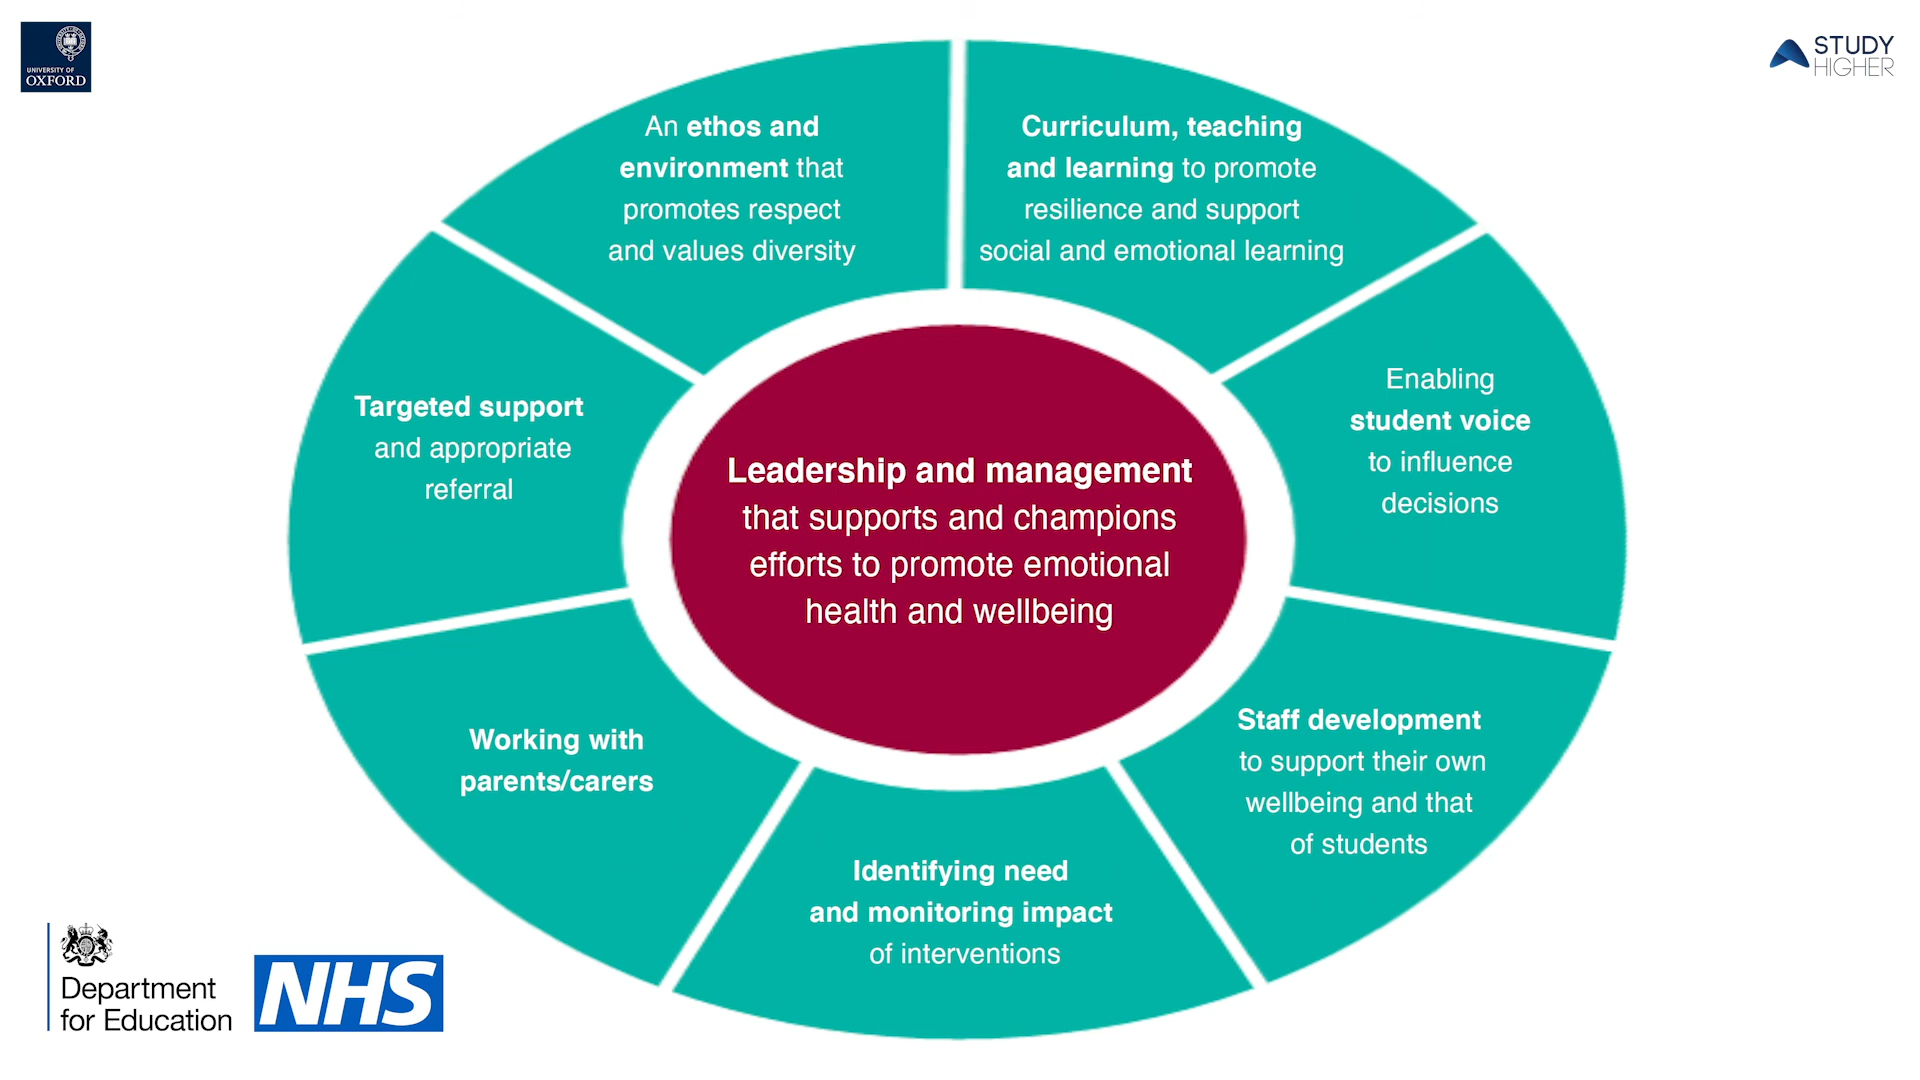 UNIVERSITY OF
OXFORD
STUDY
HIGHER
An ethos and
environment that
promotes respect
and values diversity
Curriculum, teaching
and learning to promote
resilience and support
social and emotional learning
Enabling
student voice
to influence
decisions
Staff development
to support their own
wellbeing and that
of students
Identifying need
and monitoring impact
of interventions
Working with
parents/carers
Targeted support
and appropriate
referral
Leadership and management
that supports and champions
efforts to promote emotional
health and wellbeing
Department
for Education
NHS